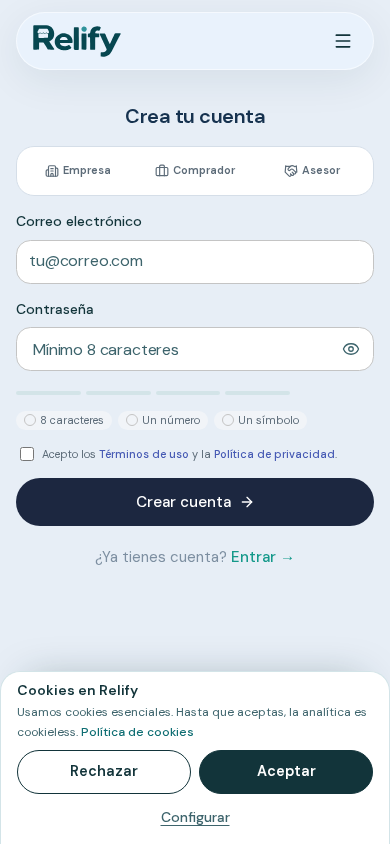 Relify
Crea tu cuenta
Empresa
Comprador
Asesor
Correo electrónico
tu@correo.com
Contraseña
Mínimo 8 caracteres
8 caracteres
Un número
Un símbolo
Acepto los Términos de uso y la Política de privacidad.
Crear cuenta →
¿Ya tienes cuenta? Entrar →
Cookies en Relify
Usamos cookies esenciales. Hasta que aceptas, la analítica es
cookieless. Política de cookies
Rechazar
Aceptar
Configurar